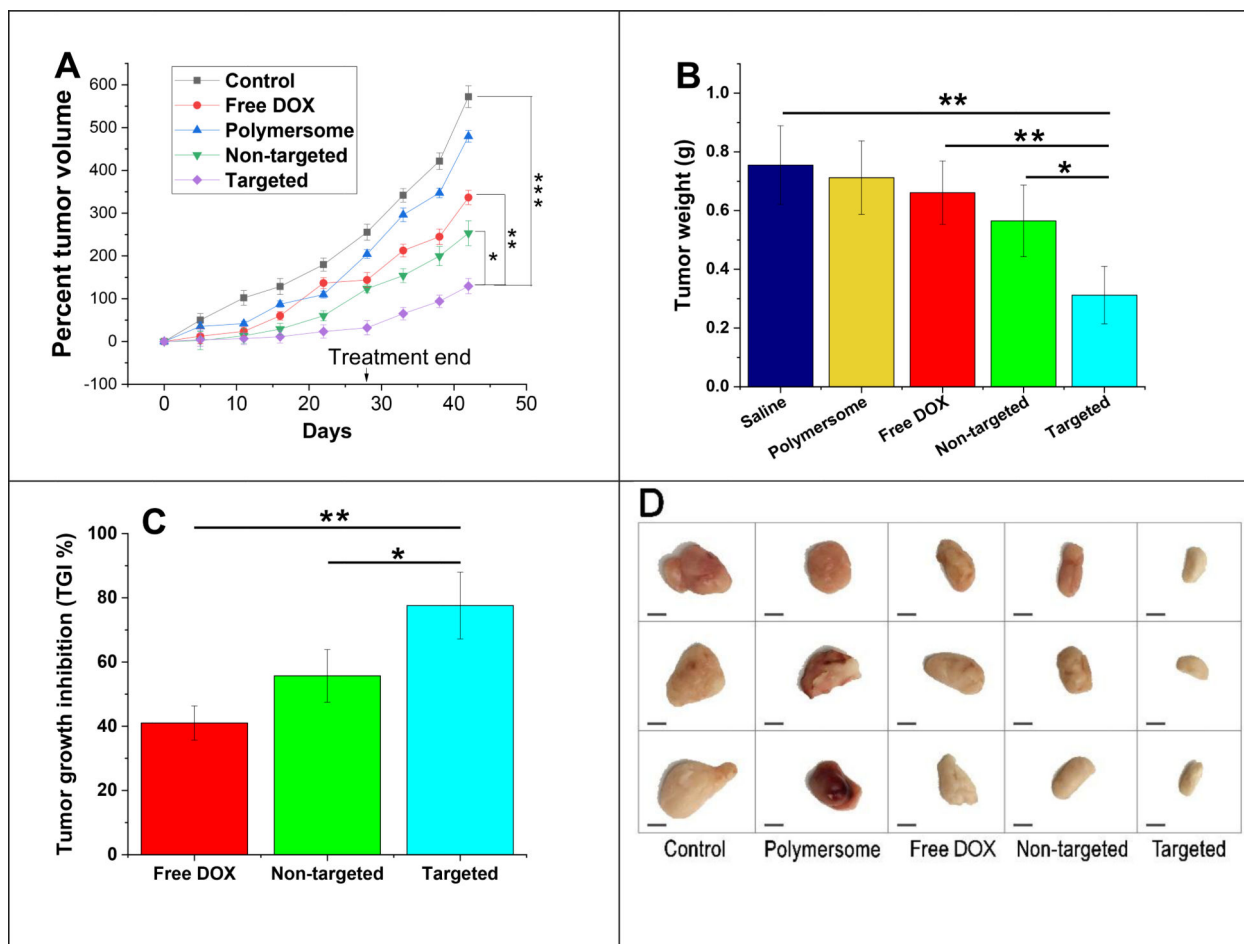 A
Control
Free DOX
Polymersome
Non-targeted
Targeted
Percent tumor volume
600
500
400
300
200
100
0
-100
***
**
*
Treatment end
0 10 20 30 40 50
Days
B
Tumor weight (g)
1.0
0.8
0.6
0.4
0.2
0.0
**
**
*
Saline
Polymersome
Free DOX
Non-targeted
Targeted
C
Tumor growth inhibition (TGI %)
100
80
60
40
20
0
**
*
Free DOX Non-targeted Targeted
D
Control Polymersome Free DOX Non-targeted Targeted